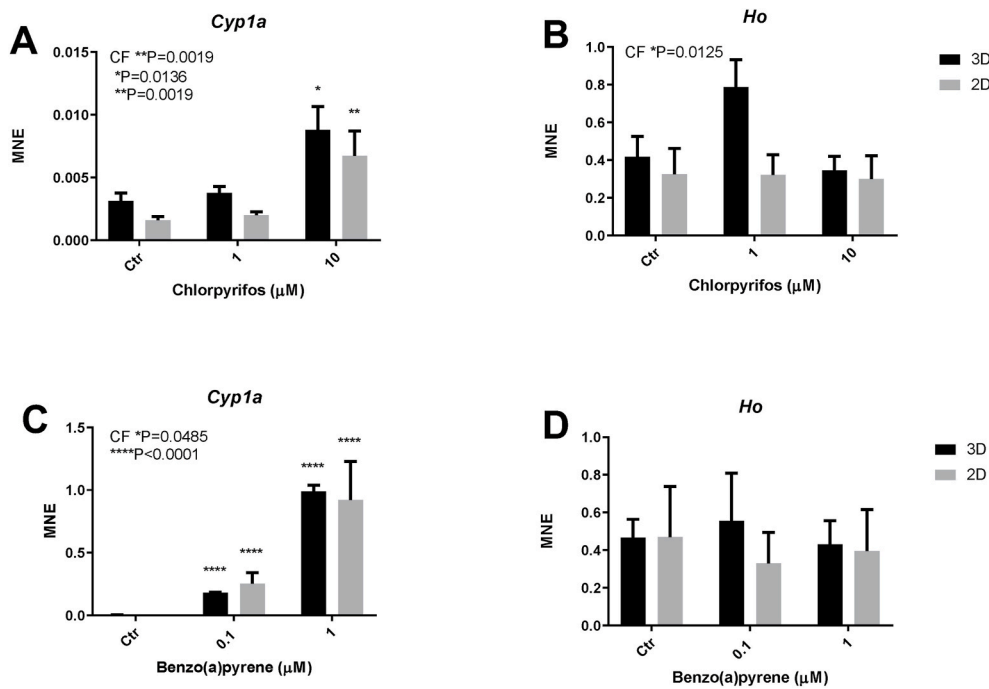 A
Cyp1a
CF **P=0.0019
*P=0.0136
**P=0.0019
MNE
0.015
0.010
0.005
0.000
*
**
Ctr
1
10
Chlorpyrifos (μM)
B
Ho
CF *P=0.0125
MNE
1.0
0.8
0.6
0.4
0.2
0.0
Ctr
1
10
Chlorpyrifos (μM)
3D
2D
C
Cyp1a
CF *P=0.0485
****P<0.0001
MNE
1.5
1.0
0.5
0.0
****
****
****
****
Ctr
0.1
1
Benzo(a)pyrene (μM)
D
Ho
MNE
1.0
0.8
0.6
0.4
0.2
0.0
Ctr
0.1
1
Benzo(a)pyrene (μM)
3D
2D